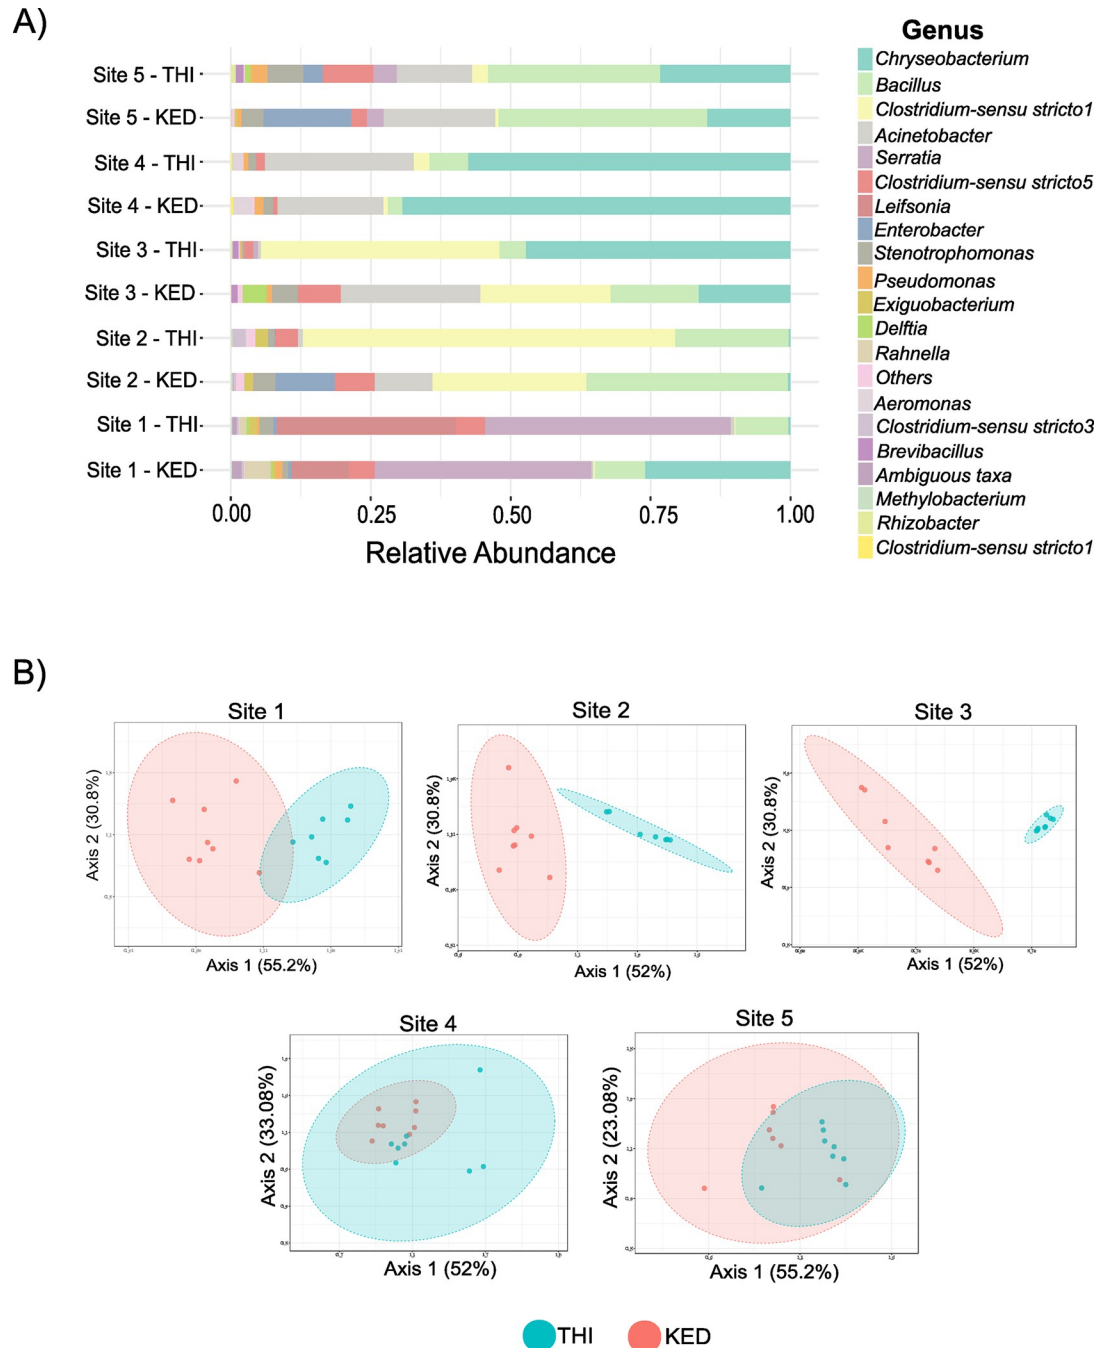 A)
Genus
Site 5 - THI
Site 5 - KED
Site 4 - THI
Site 4 - KED
Site 3 - THI
Site 3 - KED
Site 2 - THI
Site 2 - KED
Site 1 - THI
Site 1 - KED
0.00 0.25 0.50 0.75 1.00
Relative Abundance
Chryseobacterium
Bacillus
Clostridium-sensu stricto1
Acinetobacter
Serratia
Clostridium-sensu stricto5
Leifsonia
Enterobacter
Stenotrophomonas
Pseudomonas
Exiguobacterium
Delftia
Rahnella
Others
Aeromonas
Clostridium-sensu stricto3
Brevibacillus
Ambiguous taxa
Methylobacterium
Rhizobacter
Clostridium-sensu stricto1
B)
Site 1
Axis 2 (30.8%)
Axis 1 (55.2%)
Site 2
Axis 2 (30.8%)
Axis 1 (52%)
Site 3
Axis 2 (30.8%)
Axis 1 (52%)
Site 4
Axis 2 (33.08%)
Axis 1 (52%)
Site 5
Axis 2 (23.08%)
Axis 1 (55.2%)
THI KED